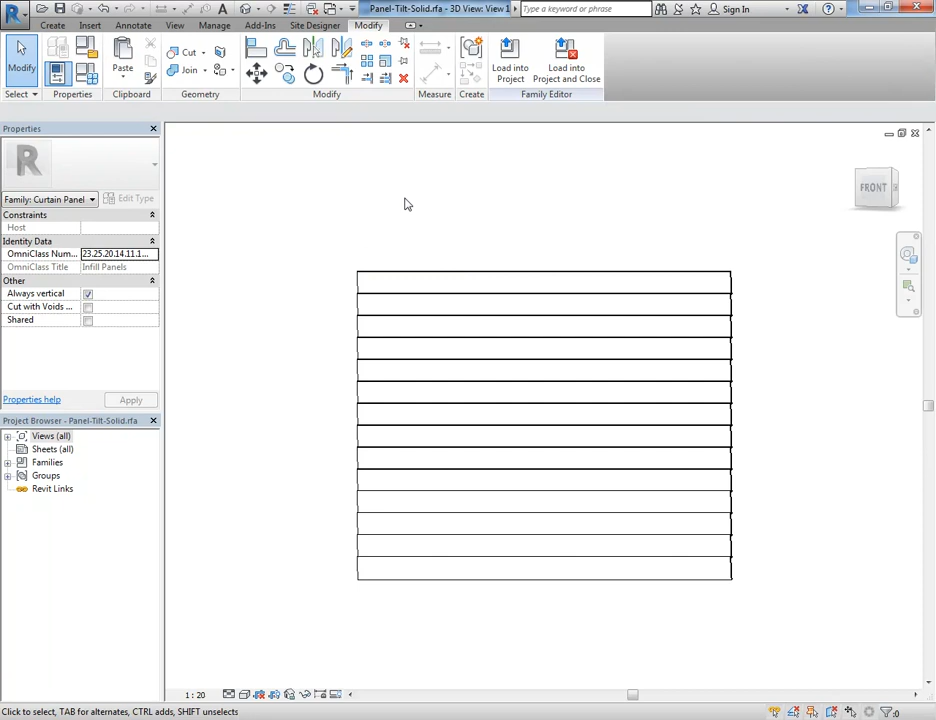 Panel-Tilt-Solid.rfa - 3D View: View 1
Type a keyword or phrase
Sign In
Create Insert Annotate View Manage Add-Ins Site Designer Modify
Modify
Cut
Join
Paste
Load into
Project
Load into
Project and Close
Select Properties Clipboard Geometry Modify Measure Create Family Editor
Properties
R
Family: Curtain Panel
Edit Type
Constraints
Host
Identity Data
OmniClass Num... 23.25.20.14.11.1...
OmniClass Title Infill Panels
Other
Always vertical
Cut with Voids ...
Shared
Properties help
Apply
Project Browser - Panel-Tilt-Solid.rfa
Views (all)
Sheets (all)
Families
Groups
Revit Links
FRONT
1 : 20
Click to select, TAB for alternates, CTRL adds, SHIFT unselects
:0